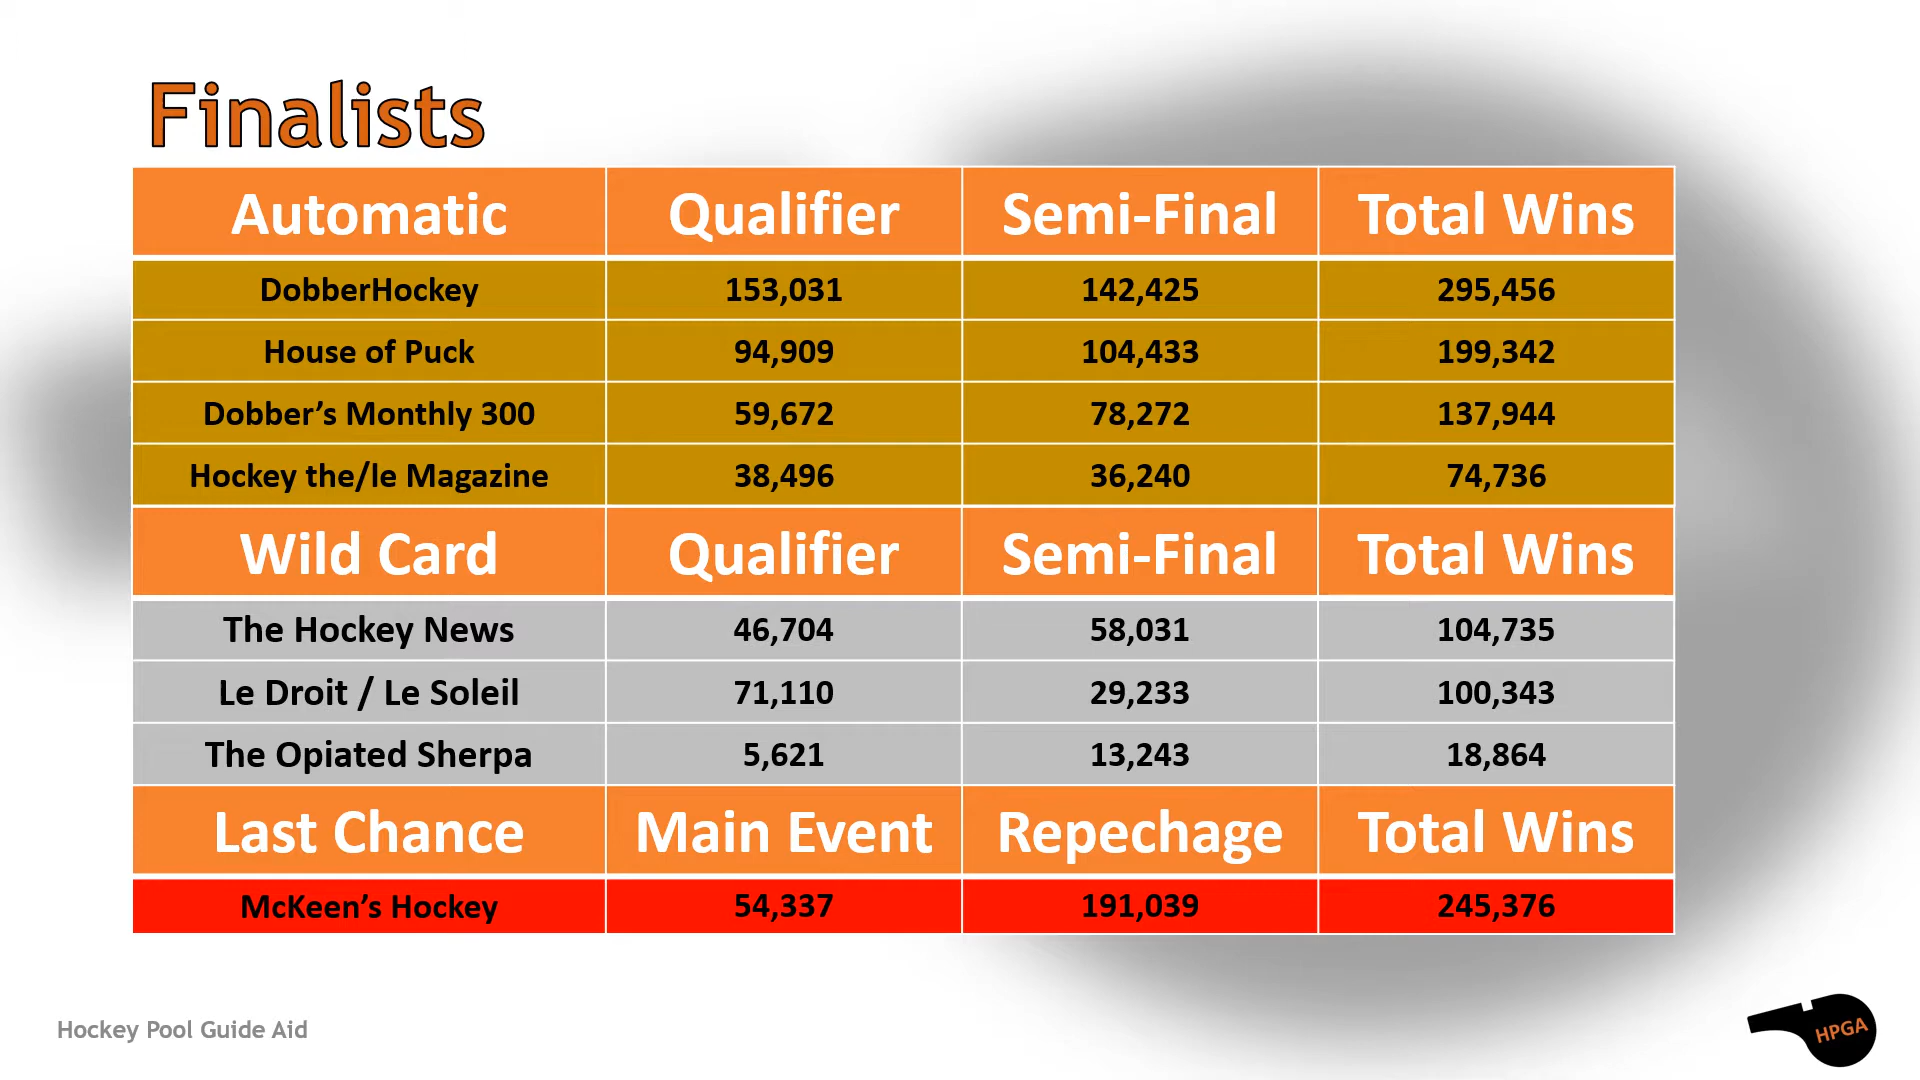 Finalists
Automatic Qualifier Semi-Final Total Wins
DobberHockey 153,031 142,425 295,456
House of Puck 94,909 104,433 199,342
Dobber’s Monthly 300 59,672 78,272 137,944
Hockey the/le Magazine 38,496 36,240 74,736
Wild Card Qualifier Semi-Final Total Wins
The Hockey News 46,704 58,031 104,735
Le Droit / Le Soleil 71,110 29,233 100,343
The Opiated Sherpa 5,621 13,243 18,864
Last Chance Main Event Repechage Total Wins
McKeen’s Hockey 54,337 191,039 245,376
Hockey Pool Guide Aid
HPGA